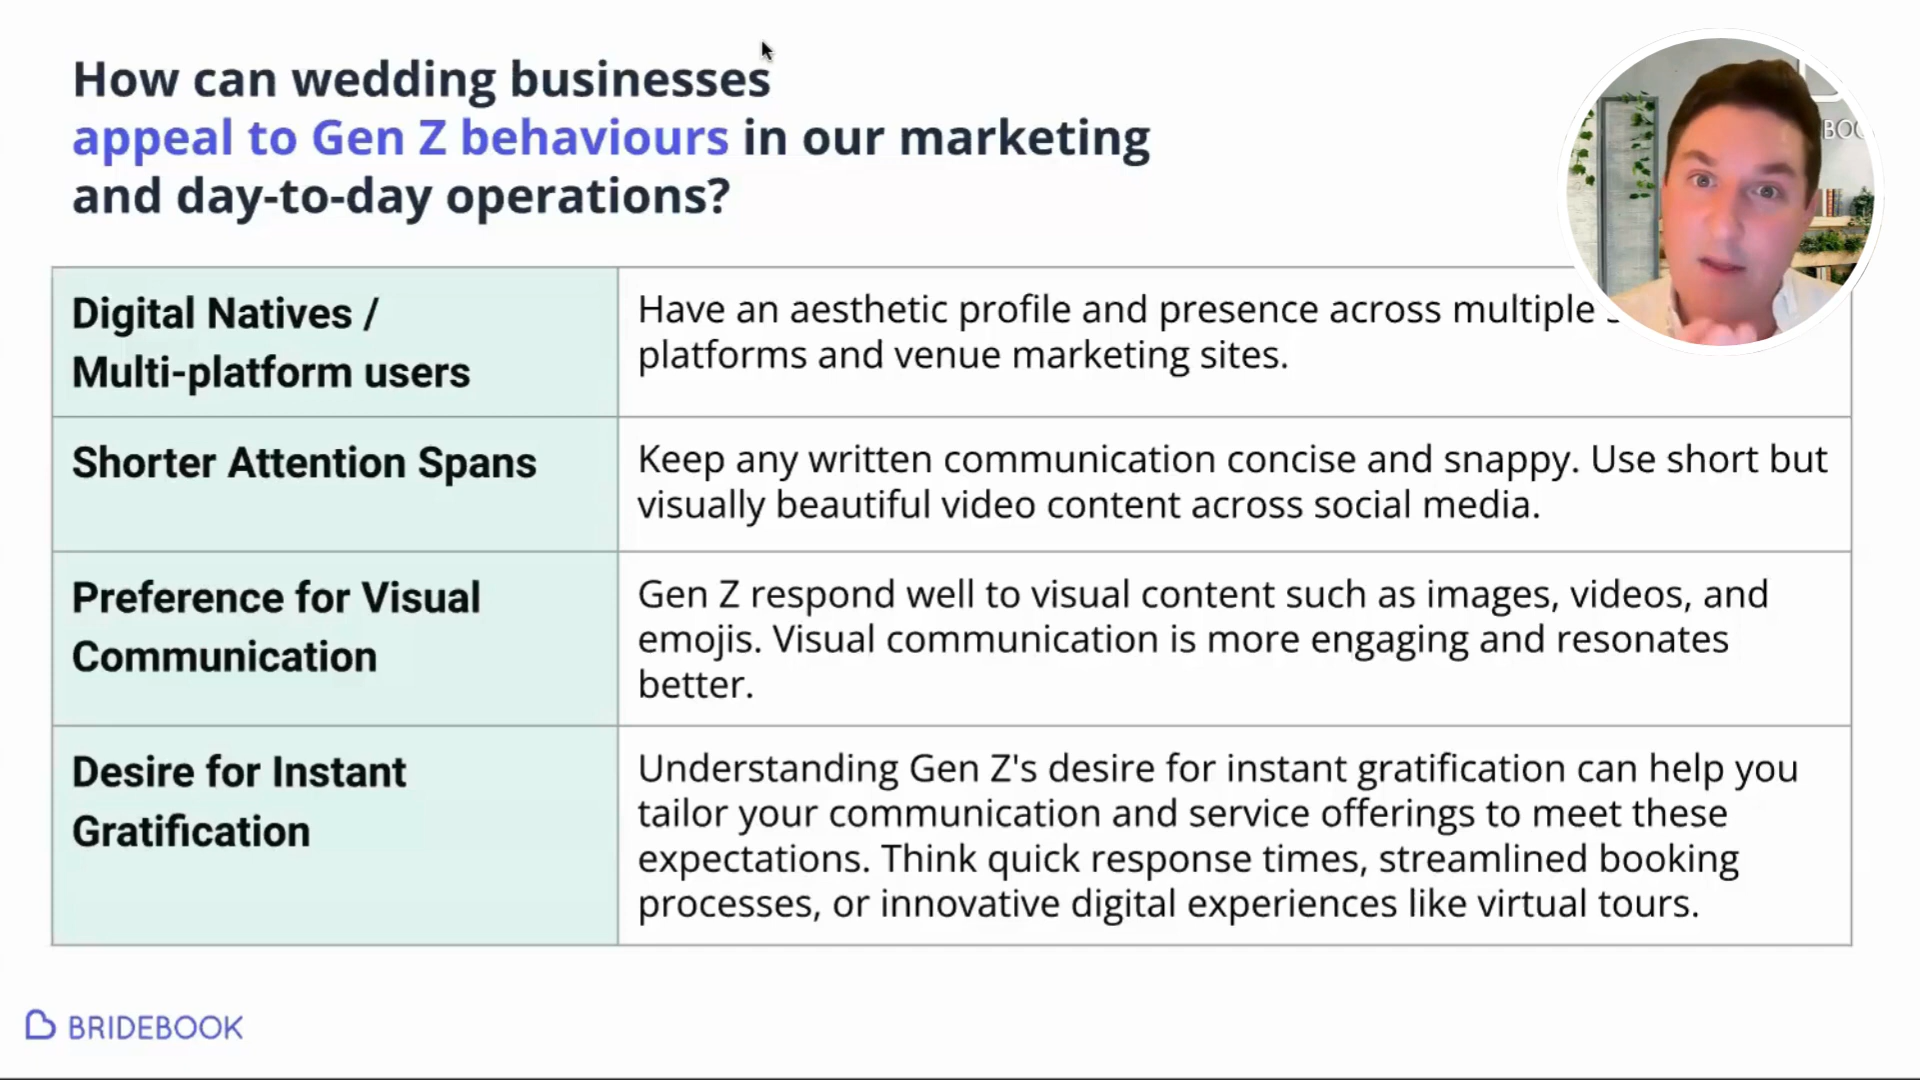 How can wedding businesses
appeal to Gen Z behaviours in our marketing
and day-to-day operations?
Digital Natives /
Multi-platform users
Have an aesthetic profile and presence across multiple
platforms and venue marketing sites.
Shorter Attention Spans
Keep any written communication concise and snappy. Use short but
visually beautiful video content across social media.
Preference for Visual
Communication
Gen Z respond well to visual content such as images, videos, and
emojis. Visual communication is more engaging and resonates
better.
Desire for Instant
Gratification
Understanding Gen Z's desire for instant gratification can help you
tailor your communication and service offerings to meet these
expectations. Think quick response times, streamlined booking
processes, or innovative digital experiences like virtual tours.
BRIDEBOOK